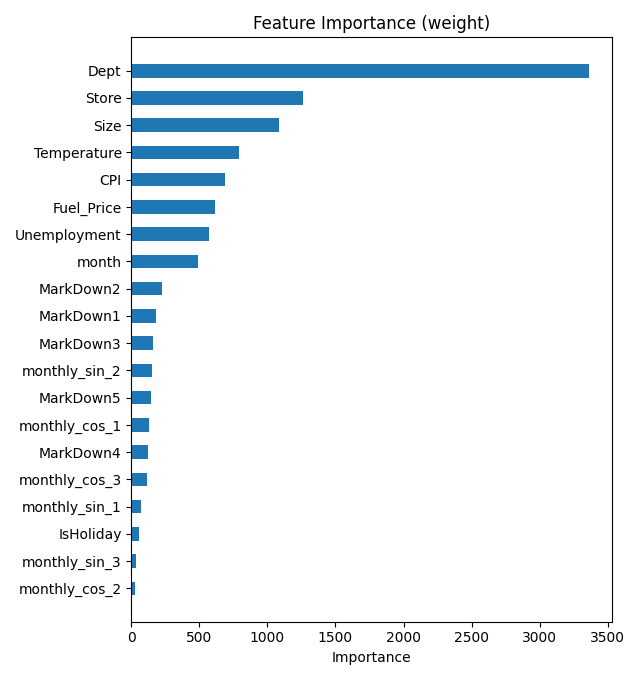 Feature Importance (weight)
Dept
Store
Size
Temperature
CPI
Fuel_Price
Unemployment
month
MarkDown2
MarkDown1
MarkDown3
monthly_sin_2
MarkDown5
monthly_cos_1
MarkDown4
monthly_cos_3
monthly_sin_1
IsHoliday
monthly_sin_3
monthly_cos_2
0 500 1000 1500 2000 2500 3000 3500
Importance